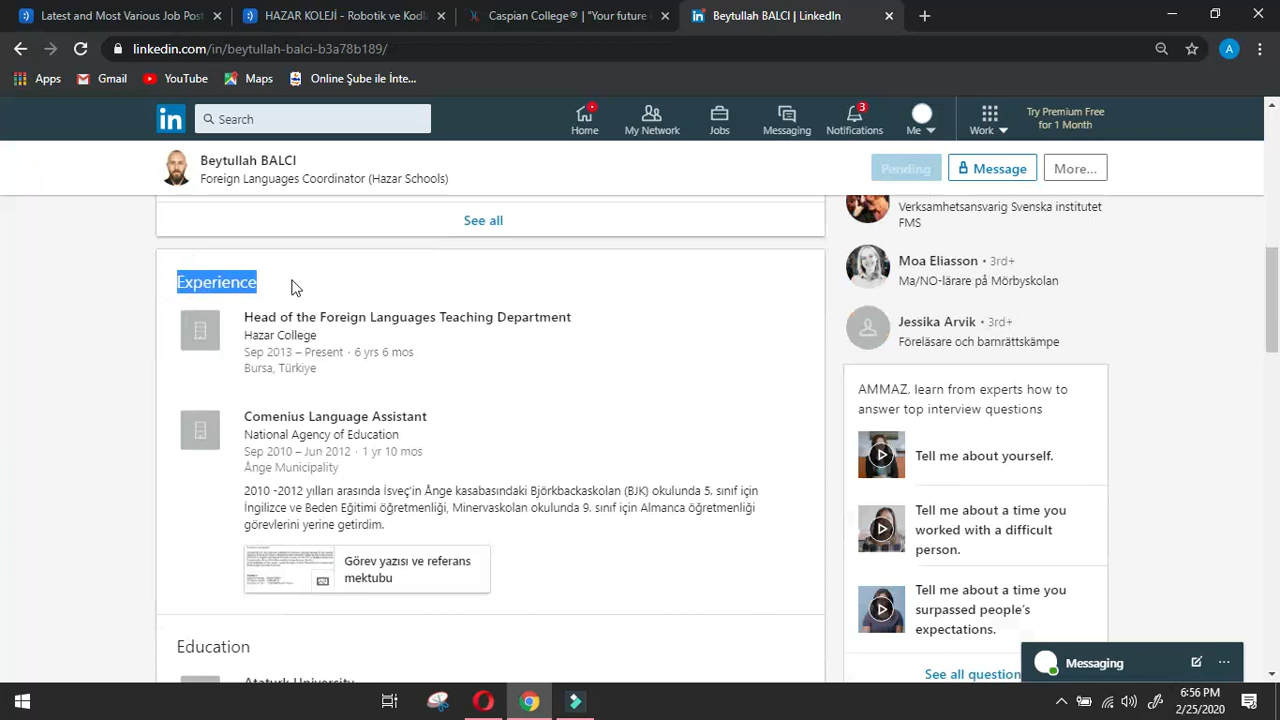 Latest and Most Various Job Post
HAZAR KOLEJİ - Robotik ve Kodl
Caspian College® | "Your future
Beytullah BALCI | LinkedIn
linkedin.com/in/beytullah-balci-b3a78b189/
A
Apps
Gmail
YouTube
Maps
Online Şube ile İnte...
in
Search
3
Home
My Network
Jobs
Messaging
Notifications
Me
Work
Try Premium Free
for 1 Month
Beytullah BALCI
Foreign Languages Coordinator (Hazar Schools)
Pending
Message
More...
See all
Experience
Head of the Foreign Languages Teaching Department
Hazar College
Sep 2013 – Present · 6 yrs 6 mos
Bursa, Türkiye
Comenius Language Assistant
National Agency of Education
Sep 2010 – Jun 2012 · 1 yr 10 mos
Ånge Municipality
2010 -2012 yılları arasında İsveç'in Ånge kasabasındaki Björkbackaskolan (BJK) okulunda 5. sınıf için
İngilizce ve Beden Eğitimi öğretmenliği, Minervaskolan okulunda 9. sınıf için Almanca öğretmenliği
görevlerini yerine getirdim.
Görev yazısı ve referans
mektubu
Education
Ataturk University
Verksamhetsansvarig Svenska institutet
FMS
Moa Eliasson • 3rd+
Ma/NO-lärare på Mörbyskolan
Jessika Arvik • 3rd+
Föreläsare och barnrättskämpe
AMMAZ, learn from experts how to
answer top interview questions
Tell me about yourself.
Tell me about a time you
worked with a difficult
person.
Tell me about a time you
surpassed people's
expectations.
See all question
Messaging
6:56 PM
2/25/2020